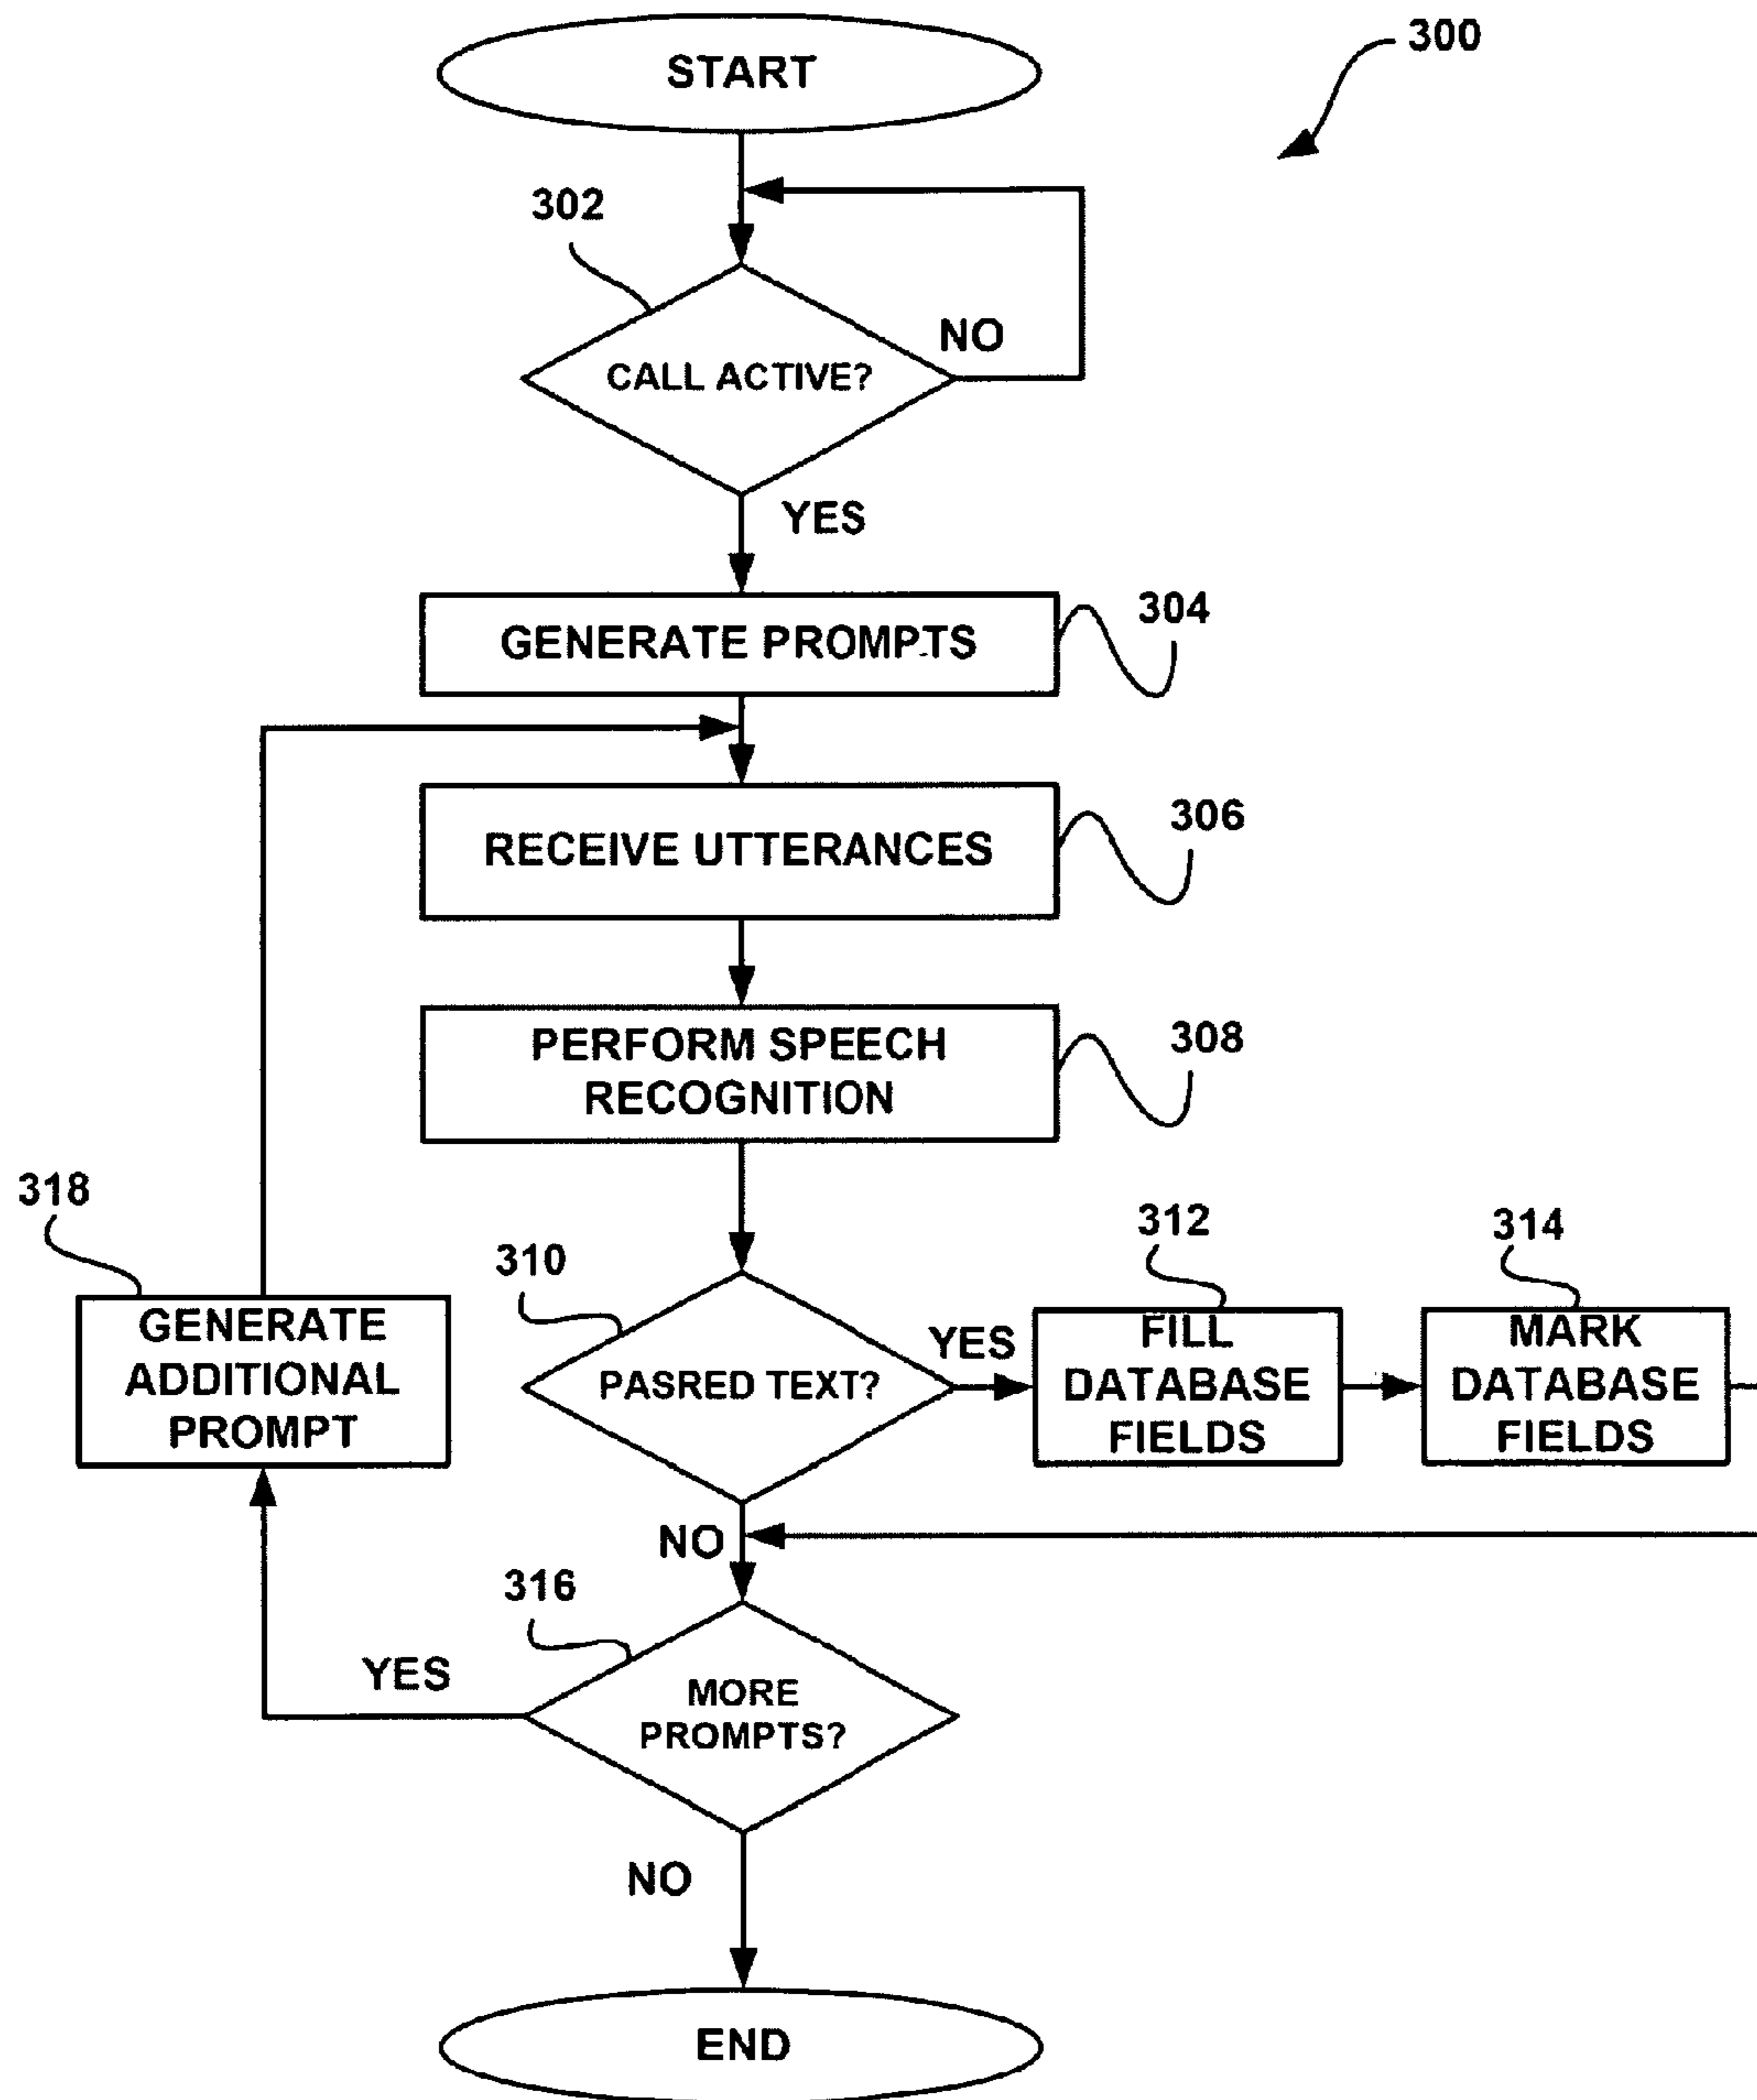 START
300
302
CALL ACTIVE?
NO
YES
GENERATE PROMPTS
304
RECEIVE UTTERANCES
306
PERFORM SPEECH
RECOGNITION
308
318
GENERATE
ADDITIONAL
PROMPT
310
PASRED TEXT?
YES
312
FILL
DATABASE
FIELDS
314
MARK
DATABASE
FIELDS
NO
316
MORE
PROMPTS?
YES
NO
END